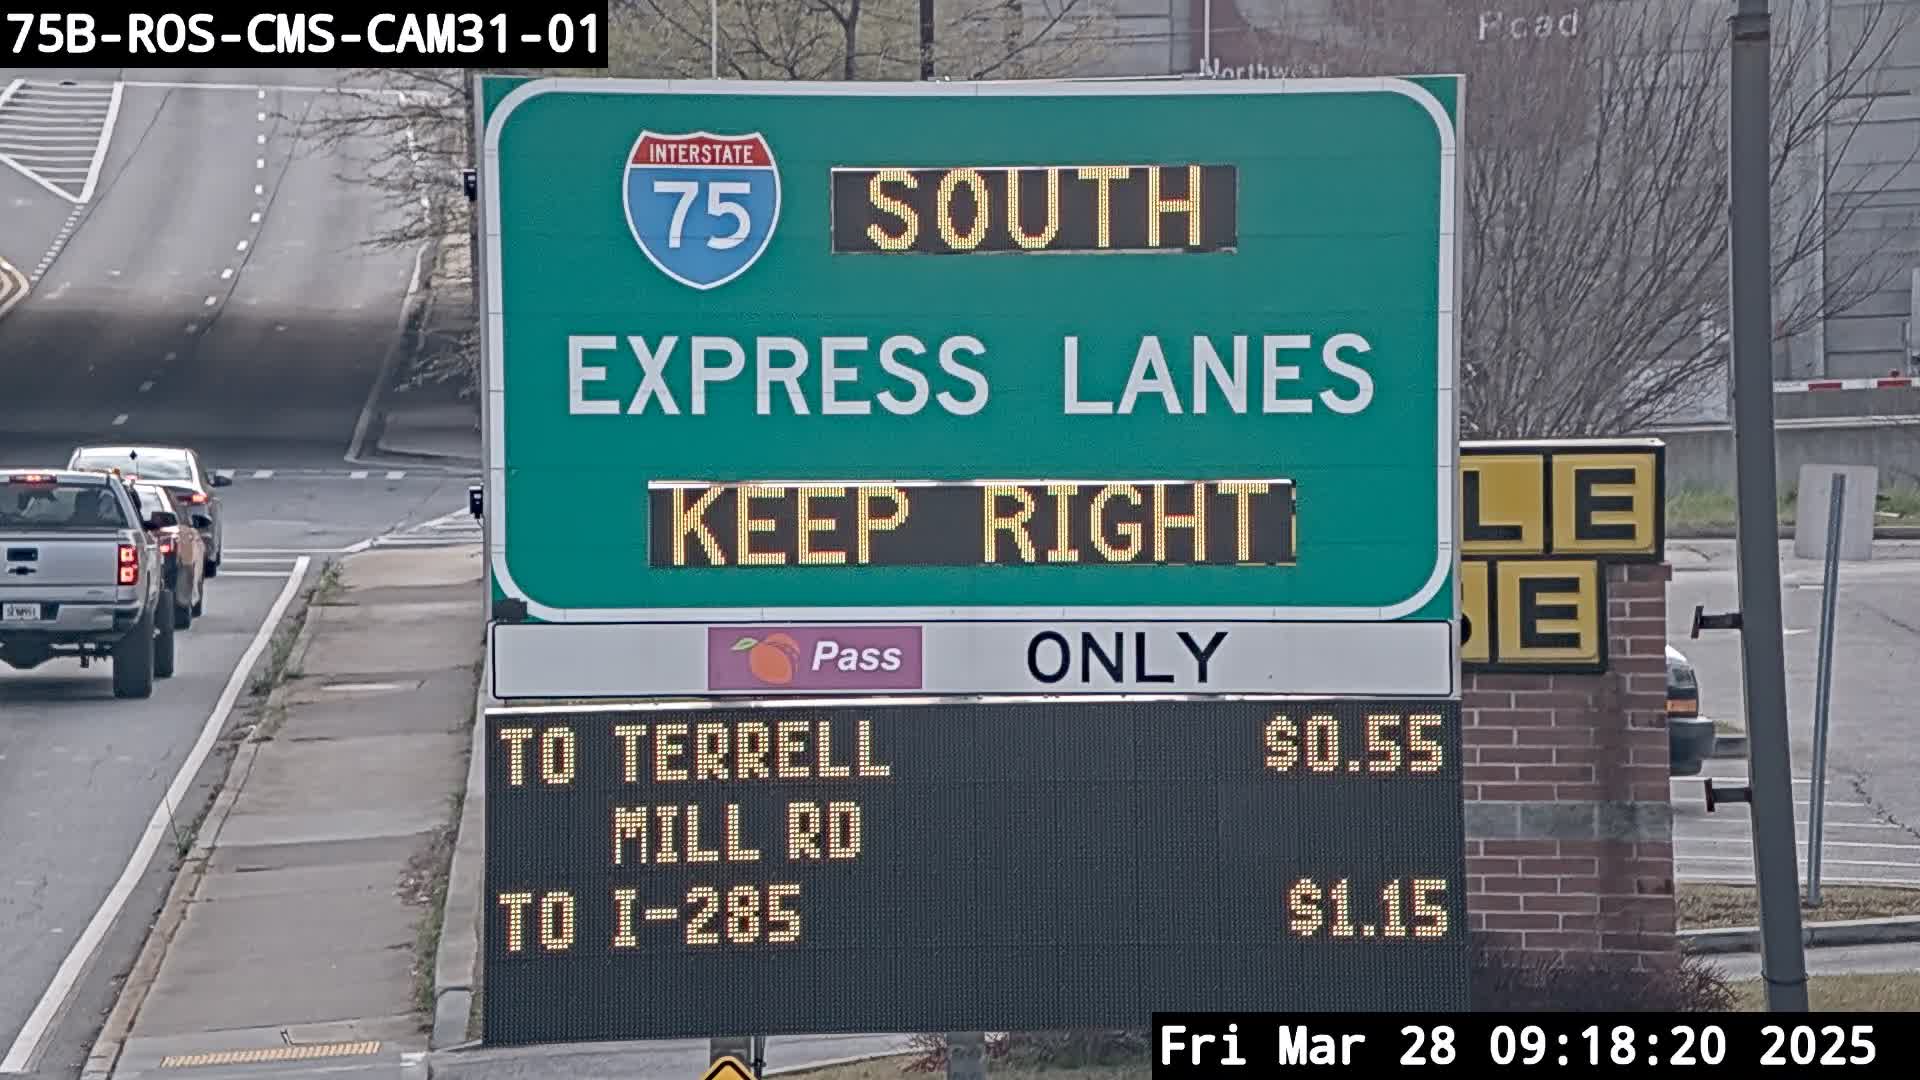 75B-ROS-CMS-CAM31-01
Road
Northwest
INTERSTATE
75
SOUTH
EXPRESS LANES
KEEP RIGHT
LE
E
Pass ONLY
TO TERRELL $0.55
MILL RD
TO I-285 $1.15
Fri Mar 28 09:18:20 2025